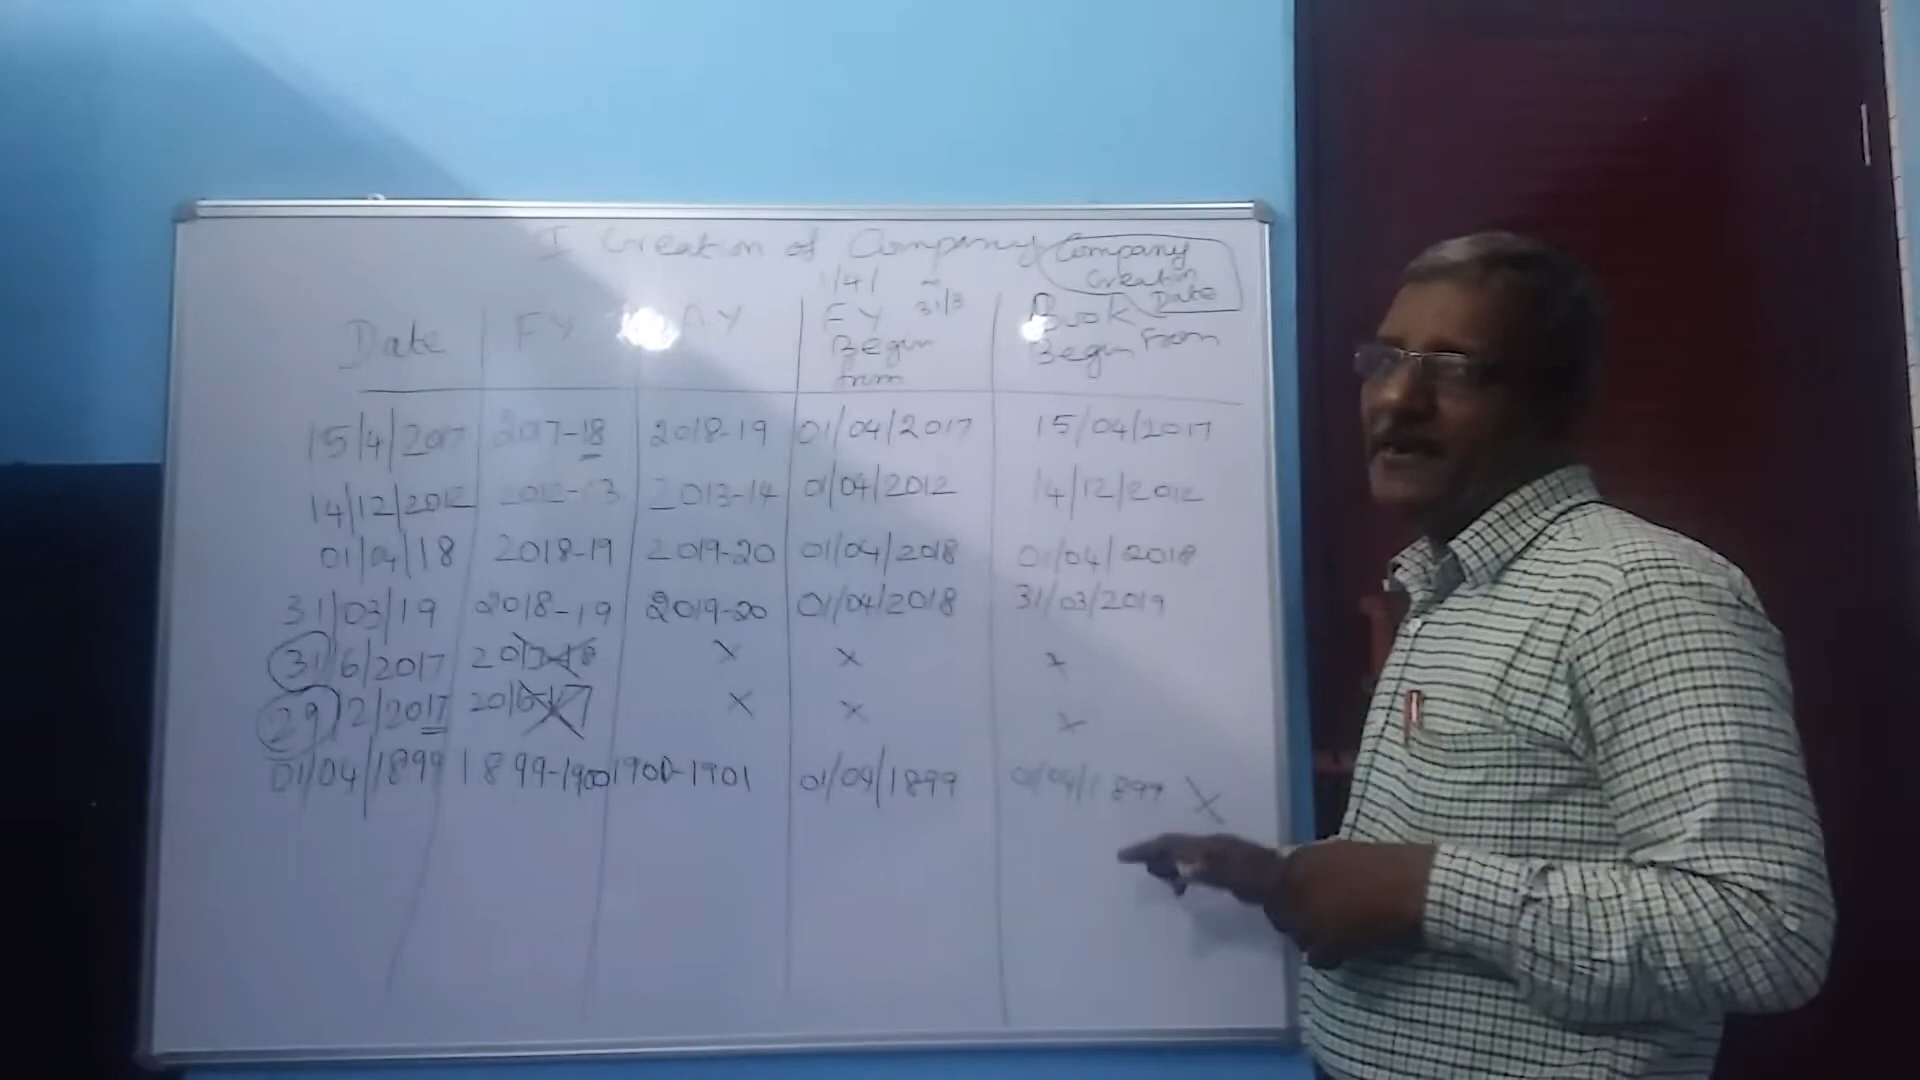 I Creation of Company
Company
Creation
Date
1/4/ - 31/3
Date FY AY FY Begin from Book Begin From
15/4/2017 2017-18 2018-19 01/04/2017 15/04/2017
14/12/2012 2012-13 2013-14 01/04/2012 14/12/2012
01/04/18 2018-19 2019-20 01/04/2018 01/04/2018
31/03/19 2018-19 2019-20 01/04/2018 31/03/2019
31/6/2017 X X X
29/2/2017 X X X
01/04/1899 1899-1900 1900-1901 01/04/1899 01/04/1899 X